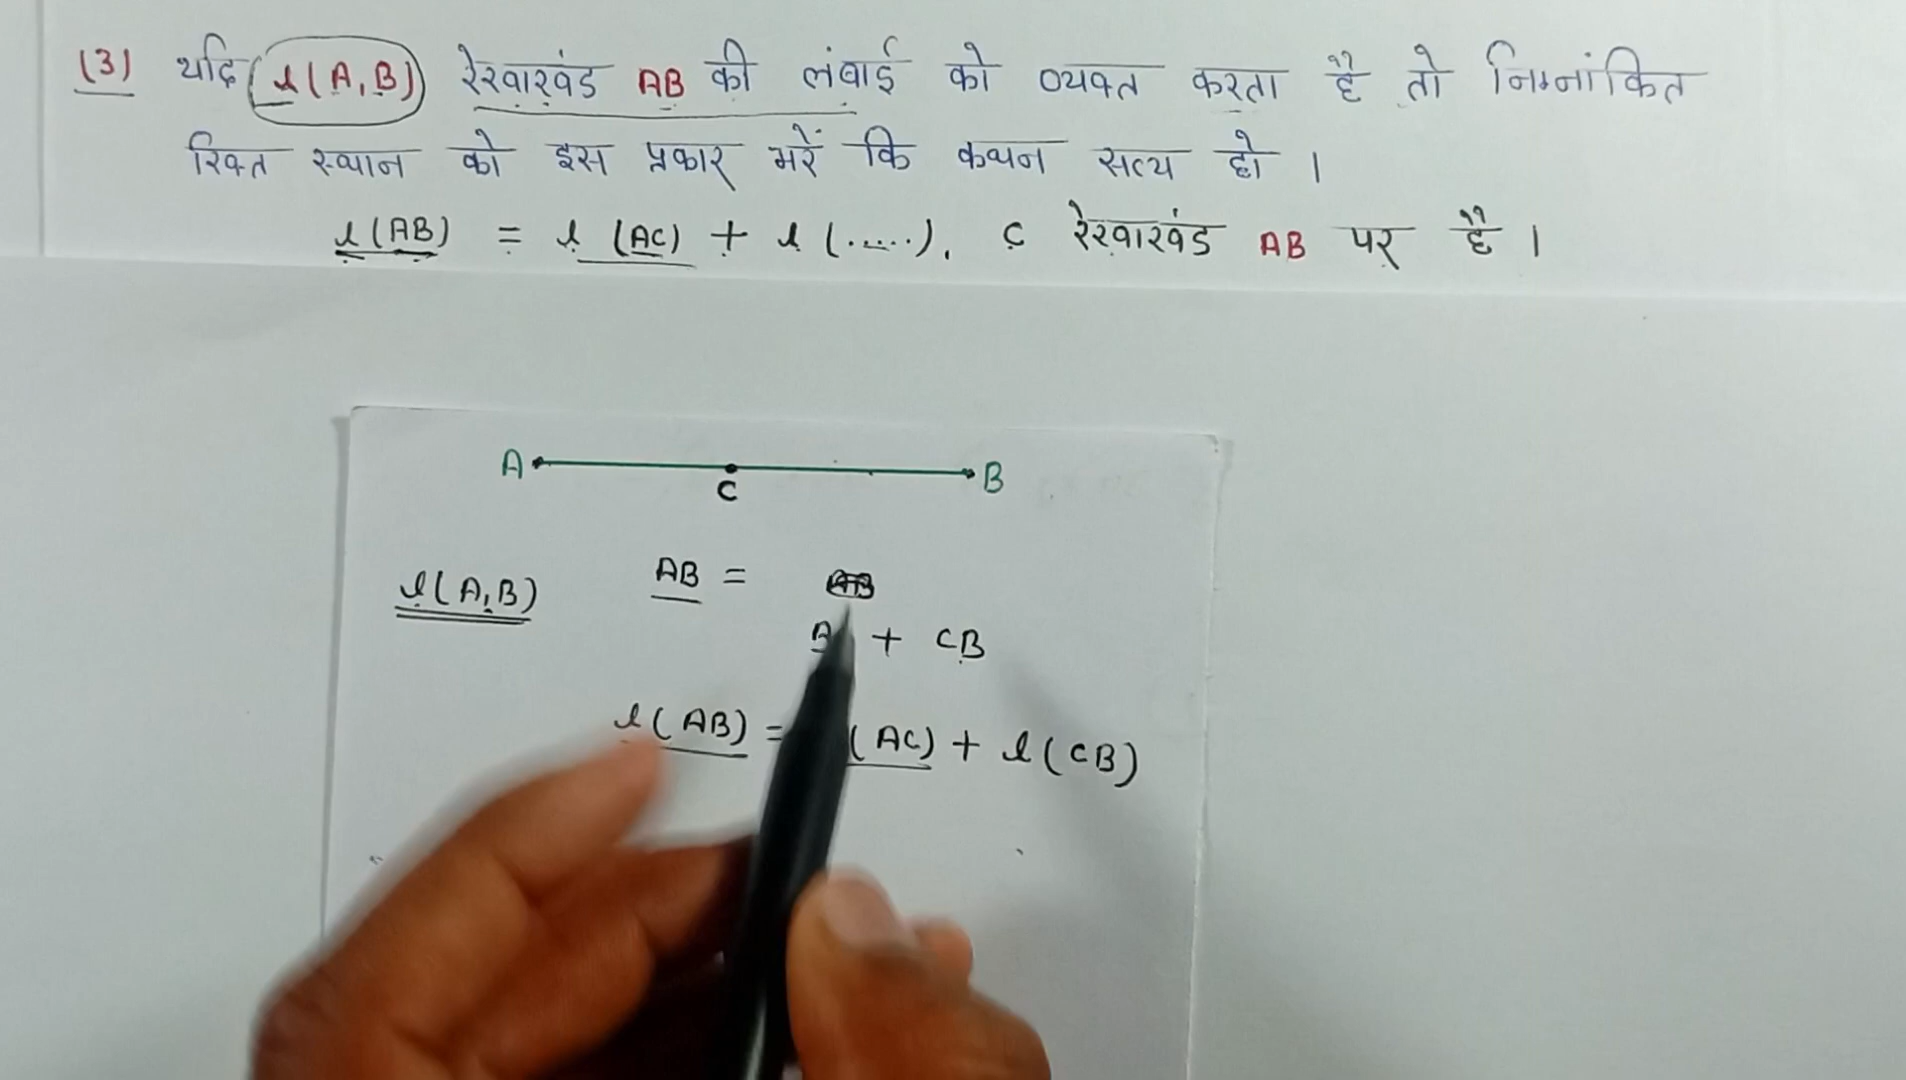 (3) यदि l(A,B) रेखाखंड AB की लंबाई को व्यक्त करता है तो निम्नांकित
रिक्त स्थान को इस प्रकार भरें कि कथन सत्य हो ।
l(AB) = l (AC) + l (.....). C रेखाखंड AB पर है ।
A B
C
l(A,B) AB =
+ CB
l(AB) = (AC) + l(CB)